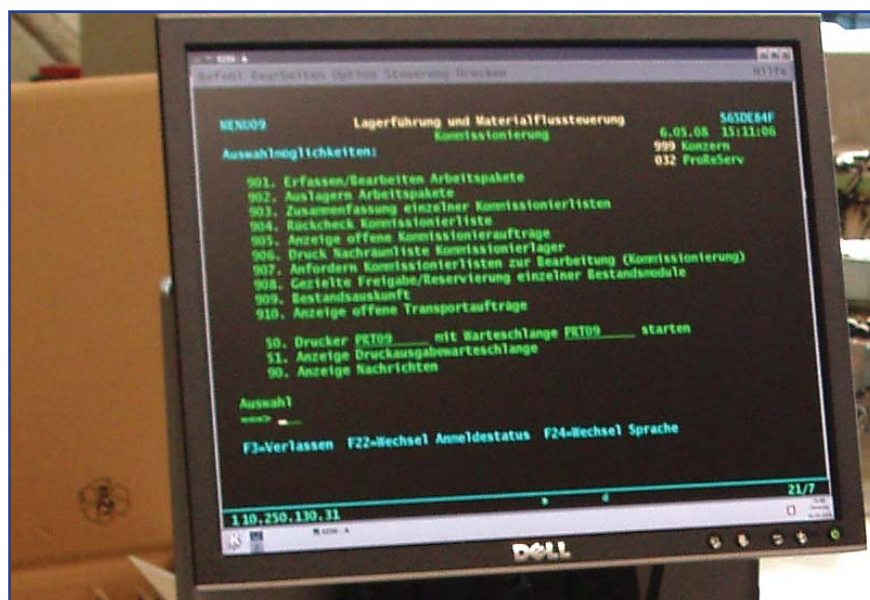 Befehl Bearbeiten Option Steuerung Drucken Hilfe
MENU09 Lagerführung und Materialflussteuerung S65DE84F
Kommissionierung 6.05.08 15:11:06
Auswahlmöglichkeiten: 999 Konzern
032 ProReServ
901. Erfassen/Bearbeiten Arbeitspakete
902. Auslagern Arbeitspakete
903. Zusammenfassung einzelner Kommissionierlisten
904. Rückcheck Kommissionierliste
905. Anzeige offene Kommissionieraufträge
906. Druck Nachräumliste Kommissionierlager
907. Anfordern Kommissionierlisten zur Bearbeitung (Kommissionierung)
908. Gezielte Freigabe/Reservierung einzelner Bestandsmodule
909. Bestandsauskunft
910. Anzeige offene Transportaufträge
50. Drucker PRT09 mit Warteschlange PRT09 starten
51. Anzeige Druckausgabewarteschlange
90. Anzeige Nachrichten
Auswahl
===>
F3=Verlassen F22=Wechsel Anmeldestatus F24=Wechsel Sprache
21/7
1 10.250.130.31
DELL